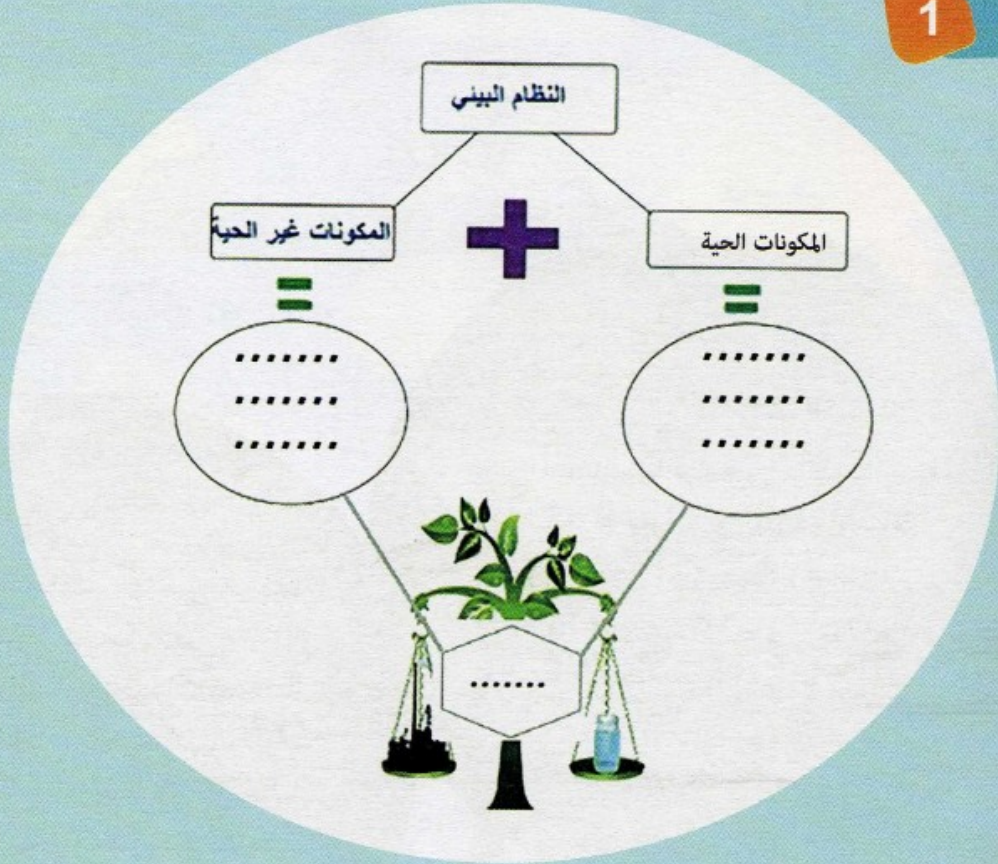 1
النظام البيئي
المكونات الحية
المكونات غير الحية
.......
.......
.......
.......
.......
.......
.......